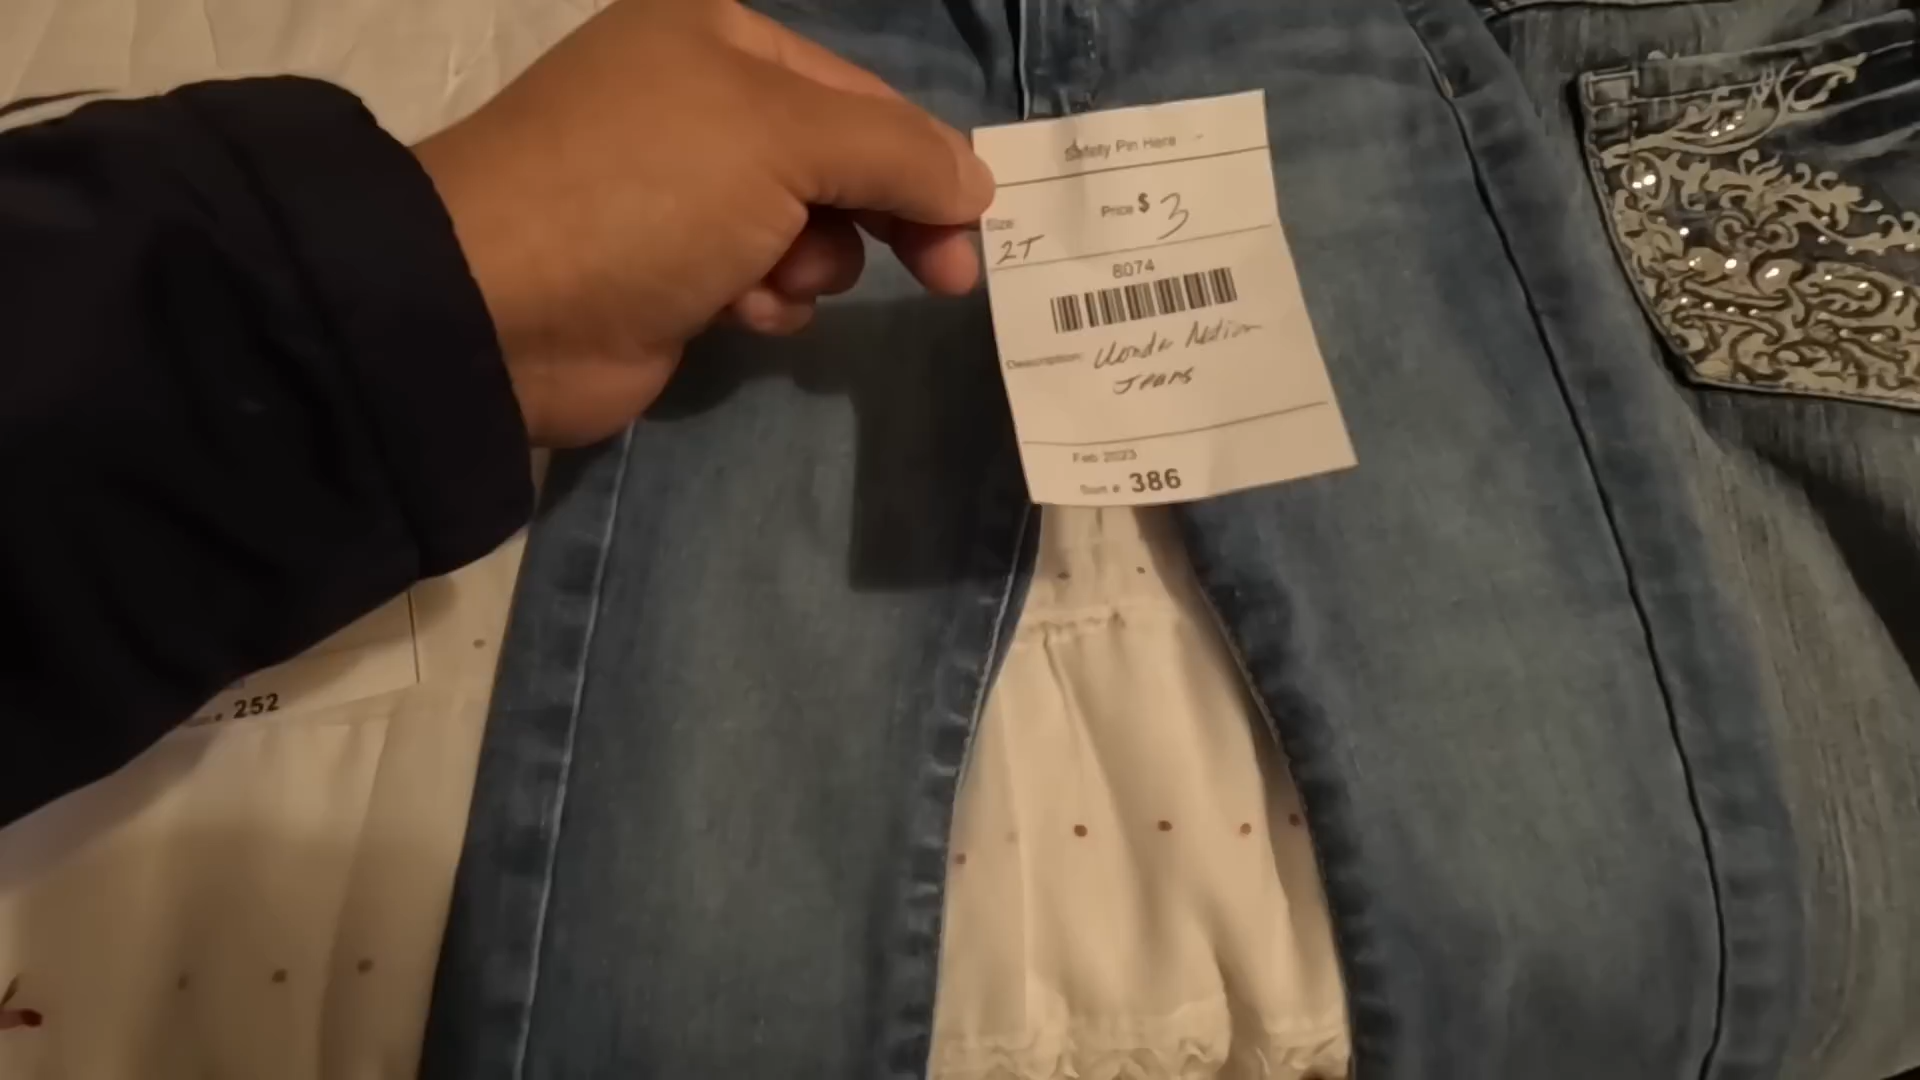 Safety Pin Here
Size: Price $ 3
2T
8074
Description: Wonder Nation
Jeans
Feb 2023
386
252